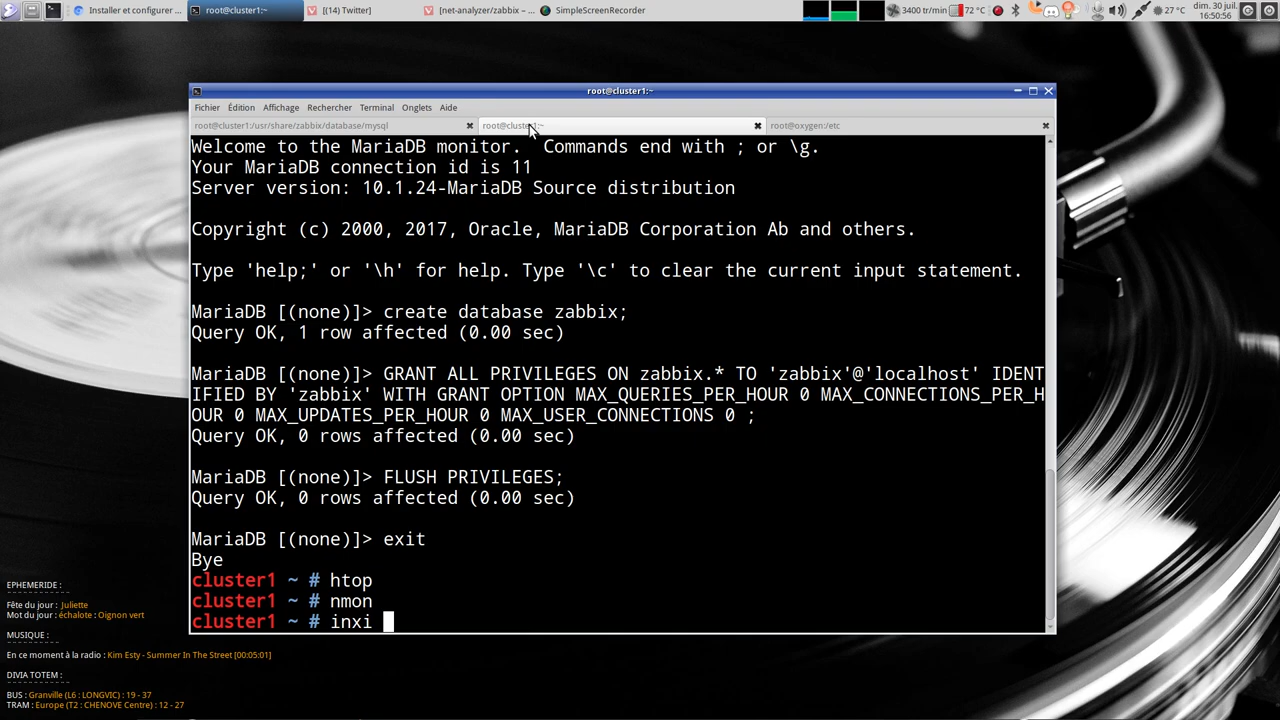 Installer et configurer ...
root@cluster1:~
[(14) Twitter]
[net-analyzer/zabbix – ...
SimpleScreenRecorder
3400 tr/min
72 °C
27 °C
dim. 30 juil.
16:50:56
root@cluster1:~
Fichier Édition Affichage Rechercher Terminal Onglets Aide
root@cluster1:/usr/share/zabbix/database/mysql
root@cluster1:~
root@oxygen:/etc
Welcome to the MariaDB monitor.  Commands end with ; or \g.
Your MariaDB connection id is 11
Server version: 10.1.24-MariaDB Source distribution
Copyright (c) 2000, 2017, Oracle, MariaDB Corporation Ab and others.
Type 'help;' or '\h' for help. Type '\c' to clear the current input statement.
MariaDB [(none)]> create database zabbix;
Query OK, 1 row affected (0.00 sec)
MariaDB [(none)]> GRANT ALL PRIVILEGES ON zabbix.* TO 'zabbix'@'localhost' IDENT
IFIED BY 'zabbix' WITH GRANT OPTION MAX_QUERIES_PER_HOUR 0 MAX_CONNECTIONS_PER_H
OUR 0 MAX_UPDATES_PER_HOUR 0 MAX_USER_CONNECTIONS 0 ;
Query OK, 0 rows affected (0.00 sec)
MariaDB [(none)]> FLUSH PRIVILEGES;
Query OK, 0 rows affected (0.00 sec)
MariaDB [(none)]> exit
Bye
cluster1 ~ # htop
cluster1 ~ # nmon
cluster1 ~ # inxi
EPHEMERIDE :
Fête du jour : Juliette
Mot du jour : échalote : Oignon vert
MUSIQUE :
En ce moment à la radio : Kim Esty - Summer In The Street [00:05:01]
DIVIA TOTEM :
BUS : Granville (L6 : LONGVIC) : 19 - 37
TRAM : Europe (T2 : CHENOVE Centre) : 12 - 27